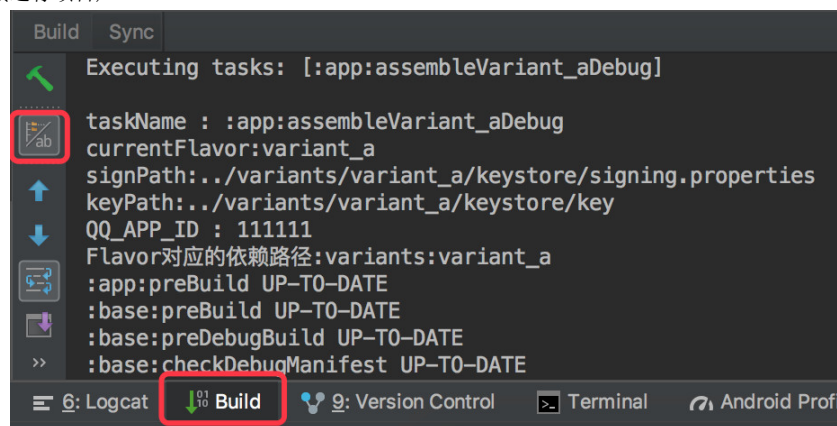 Build Sync
Executing tasks: [:app:assembleVariant_aDebug]
taskName : :app:assembleVariant_aDebug
ab
currentFlavor:variant_a
signPath:../variants/variant_a/keystore/signing.properties
keyPath:../variants/variant_a/keystore/key
QQ_APP_ID : 111111
Flavor对应的依赖路径:variants:variant_a
:app:preBuild UP-TO-DATE
:base:preBuild UP-TO-DATE
:base:preDebugBuild UP-TO-DATE
:base:checkDebugManifest UP-TO-DATE
6: Logcat Build 9: Version Control Terminal Android Prof